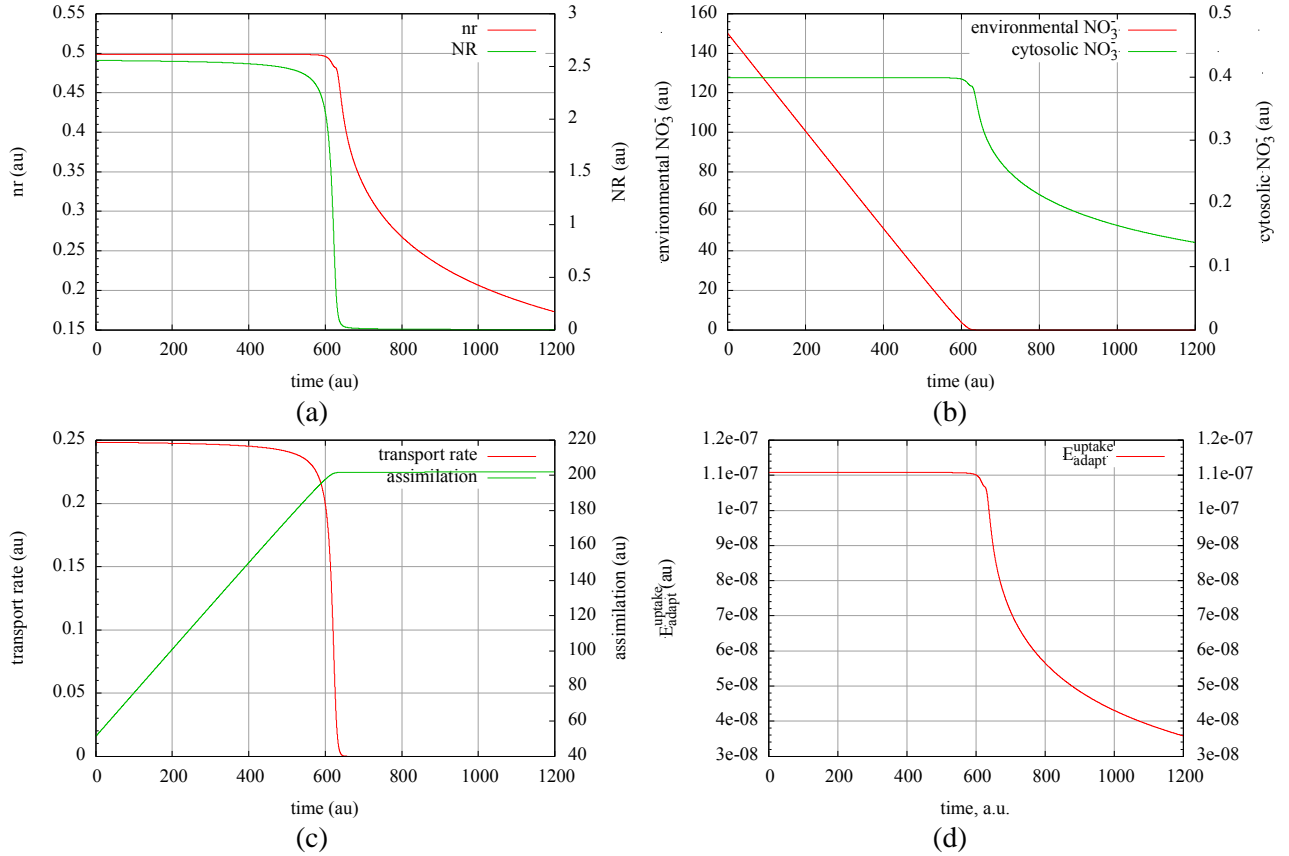 0.55
0.5
0.45
0.4
0.35
0.3
0.25
0.2
0.15
nr (au)
0 200 400 600 800 1000 1200
time (au)
3
2.5
2
1.5
1
0.5
0
NR (au)
nr
NR
(a)
160
140
120
100
80
60
40
20
0
environmental NO₃⁻ (au)
0 200 400 600 800 1000 1200
time (au)
0.5
0.4
0.3
0.2
0.1
0
cytosolic NO₃⁻ (au)
environmental NO₃⁻
cytosolic NO₃⁻
(b)
0.25
0.2
0.15
0.1
0.05
0
transport rate (au)
0 200 400 600 800 1000 1200
time (au)
220
200
180
160
140
120
100
80
60
40
assimilation (au)
transport rate
assimilation
(c)
1.2e-07
1.1e-07
1e-07
9e-08
8e-08
7e-08
6e-08
5e-08
4e-08
3e-08
E uptake adapt (au)
0 200 400 600 800 1000 1200
time, a.u.
1.2e-07
1.1e-07
1e-07
9e-08
8e-08
7e-08
6e-08
5e-08
4e-08
3e-08
E uptake adapt
(d)